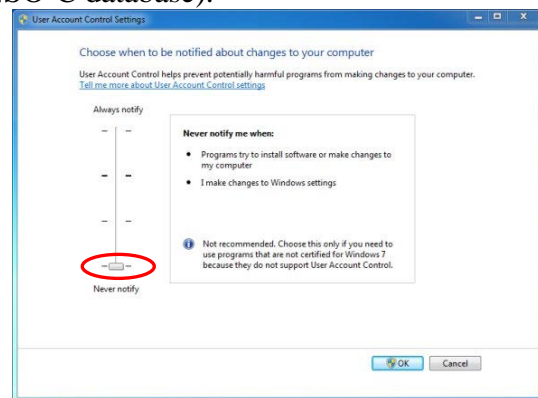 database).
User Account Control Settings
Choose when to be notified about changes to your computer
User Account Control helps prevent potentially harmful programs from making changes to your computer.
Tell me more about User Account Control settings
Always notify
Never notify me when:
• Programs try to install software or make changes to
my computer
• I make changes to Windows settings
Not recommended. Choose this only if you need to
use programs that are not certified for Windows 7
because they do not support User Account Control.
Never notify
OK Cancel